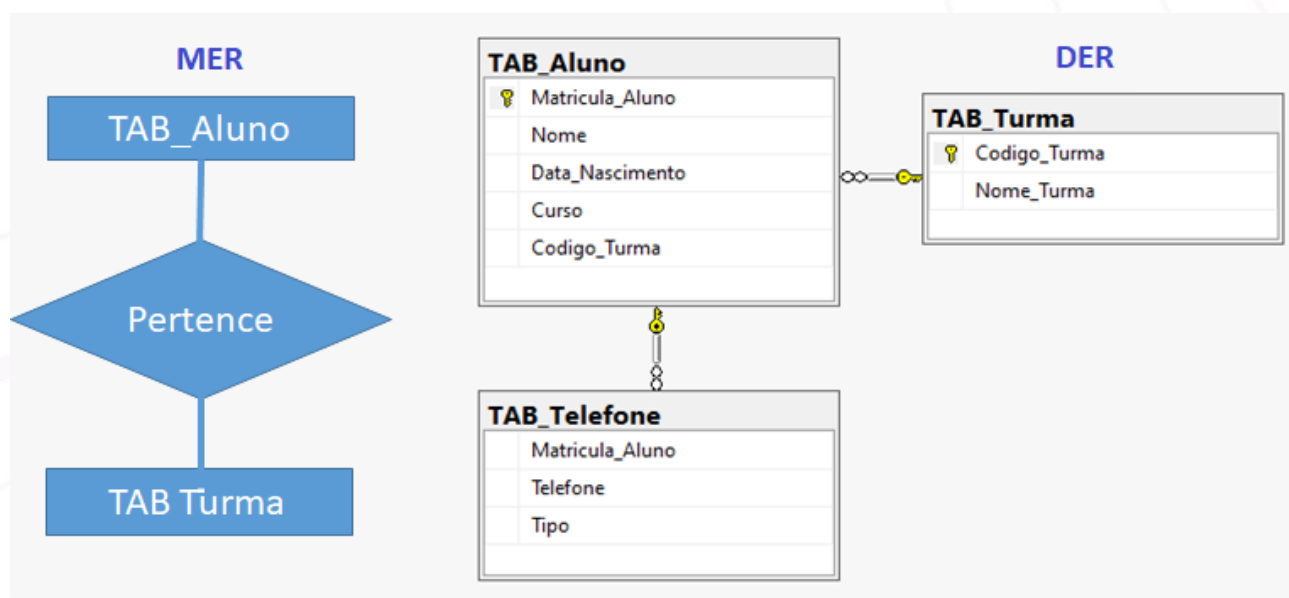 MER
TAB_Aluno
Pertence
TAB Turma
TAB_Aluno
Matricula_Aluno
Nome
Data_Nascimento
Curso
Codigo_Turma
TAB_Telefone
Matricula_Aluno
Telefone
Tipo
DER
TAB_Turma
Codigo_Turma
Nome_Turma